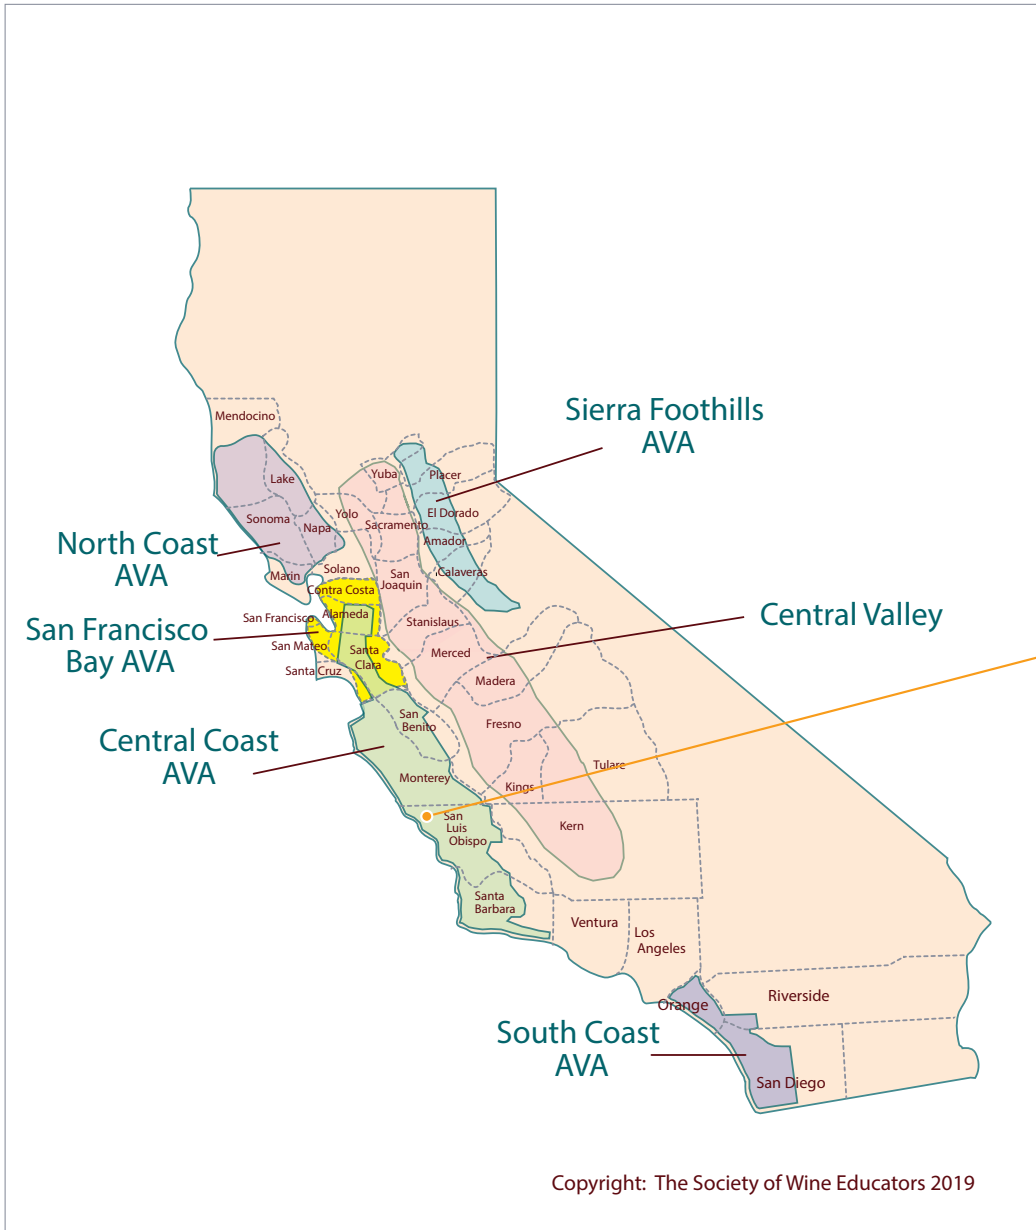 Mendocino
Sierra Foothills
AVA
Lake
Yuba
Placer
Sonoma
Napa
Yolo
Sacramento
El Dorado
North Coast
AVA
Amador
Marin
Solano
San
Joaquin
Calaveras
Contra Costa
San Francisco
Alameda
Stanislaus
Central Valley
San Francisco
Bay AVA
San Mateo
Santa
Clara
Merced
Santa Cruz
Madera
San
Benito
Fresno
Central Coast
AVA
Monterey
Kings
Tulare
San
Luis
Obispo
Kern
Santa
Barbara
Ventura
Los
Angeles
Orange
Riverside
South Coast
AVA
San Diego
Copyright: The Society of Wine Educators 2019